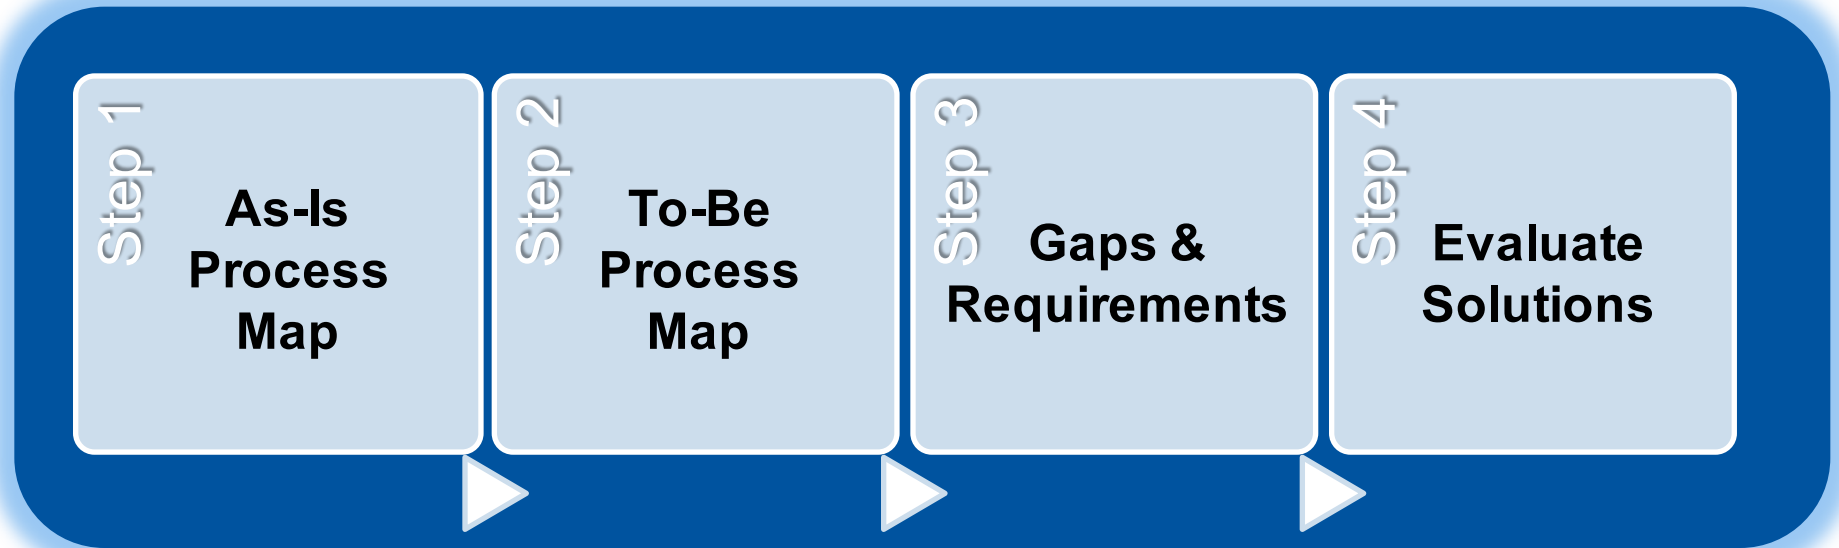 Step 1
As-Is
Process
Map
Step 2
To-Be
Process
Map
Step 3
Gaps &
Requirements
Step 4
Evaluate
Solutions